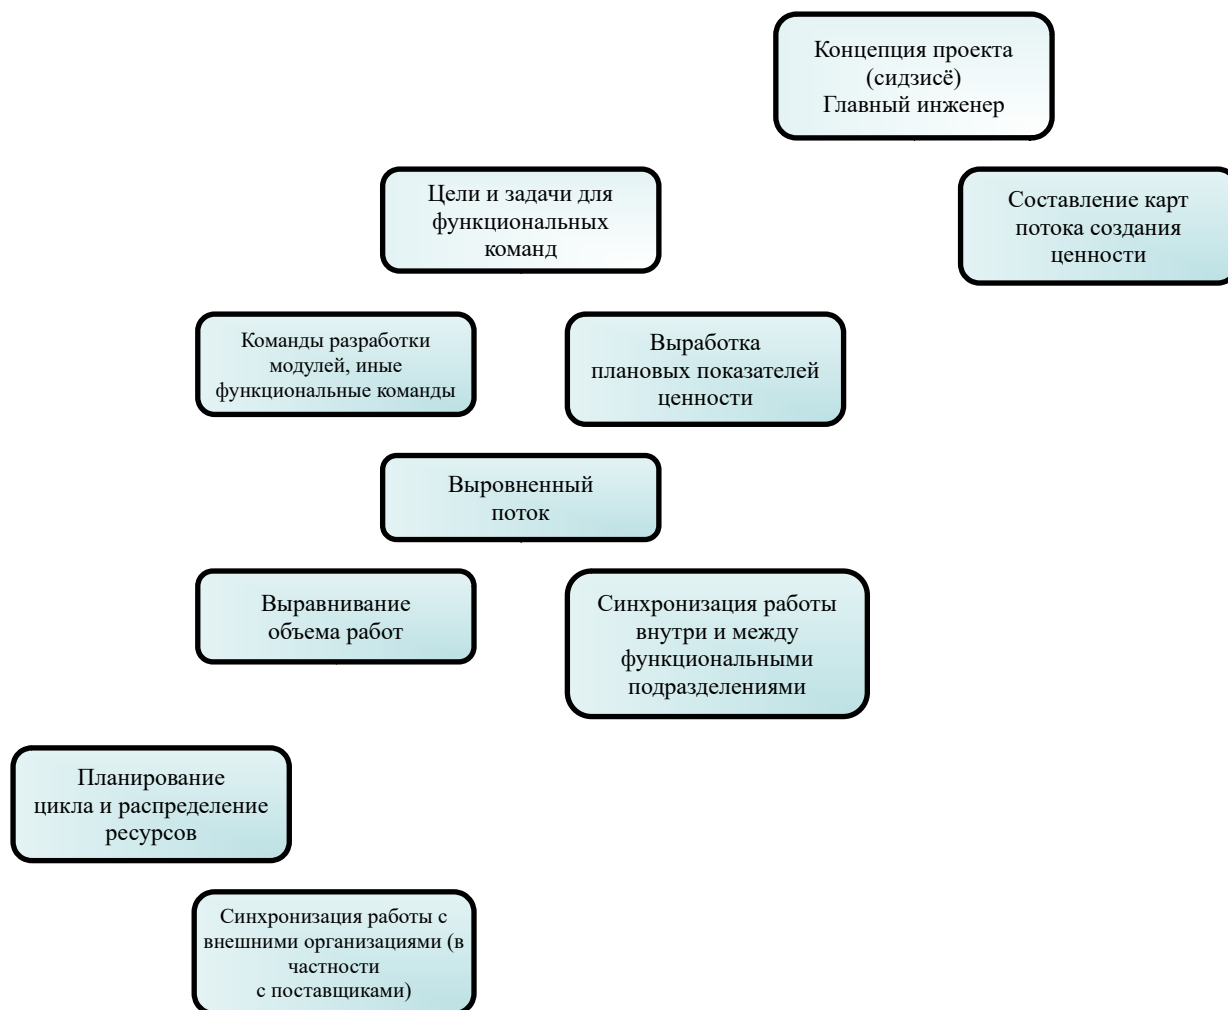 Концепция проекта
(сидзисё)
Главный инженер
Цели и задачи для
функциональных
команд
Составление карт
потока создания
ценности
Команды разработки
модулей, иные
функциональные команды
Выработка
плановых показателей
ценности
Выровненный
поток
Выравнивание
объема работ
Синхронизация работы
внутри и между
функциональными
подразделениями
Планирование
цикла и распределение
ресурсов
Синхронизация работы с
внешними организациями (в
частности
с поставщиками)